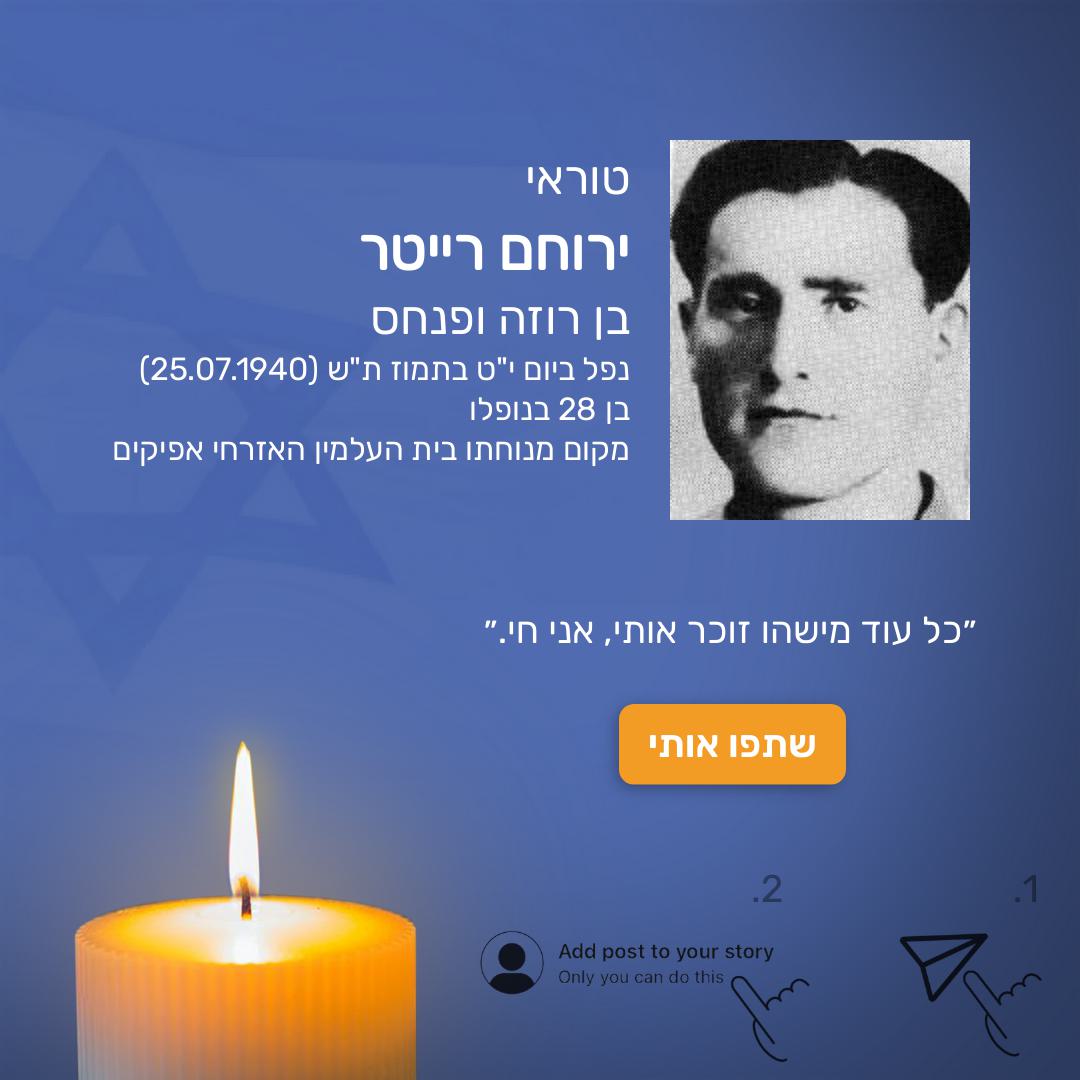 טוראי
ירוחם רייטר
בן רוזה ופנחס
נפל ביום י"ט בתמוז ת"ש (25.07.1940)
בן 28 בנופלו
מקום מנוחתו בית העלמין האזרחי אפיקים
״כל עוד מישהו זוכר אותי, אני חי.״
שתפו אותי
1.
2.
Add post to your story
Only you can do this